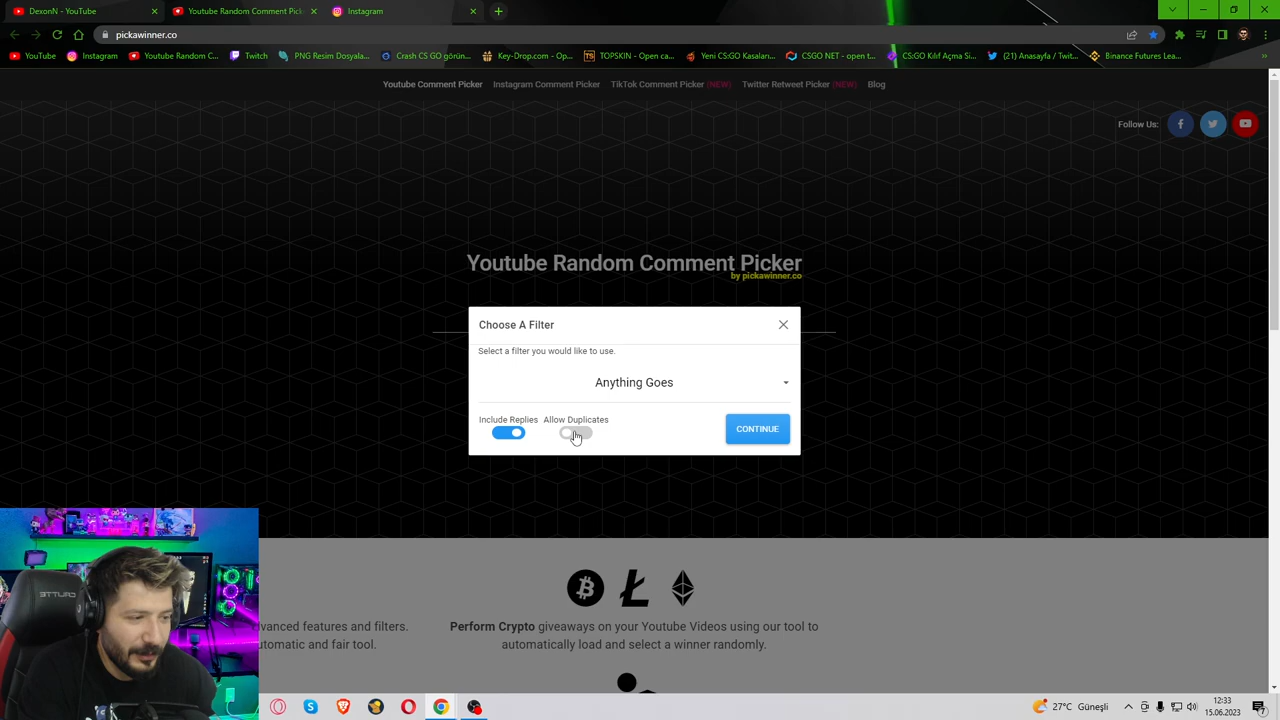 DexonN - YouTube
Youtube Random Comment Pick
Instagram
pickawinner.co
YouTube
Instagram
Youtube Random C...
Twitch
PNG Resim Dosyala...
Crash CS GO görün...
Key-Drop.com - Op...
TOPSKIN - Open ca...
Yeni CS:GO Kasaları...
CSGO NET - open t...
CS:GO Kılıf Açma Si...
(21) Anasayfa / Twit...
Binance Futures Lea...
Youtube Comment Picker
Instagram Comment Picker
TikTok Comment Picker (NEW)
Twitter Retweet Picker (NEW)
Blog
Follow Us:
Youtube Random Comment Picker
by pickawinner.co
Choose A Filter
Select a filter you would like to use.
Anything Goes
Include Replies
Allow Duplicates
CONTINUE
dvanced features and filters.
utomatic and fair tool.
Perform Crypto giveaways on your Youtube Videos using our tool to
automatically load and select a winner randomly.
27°C Güneşli
12:33
15.06.2023
7